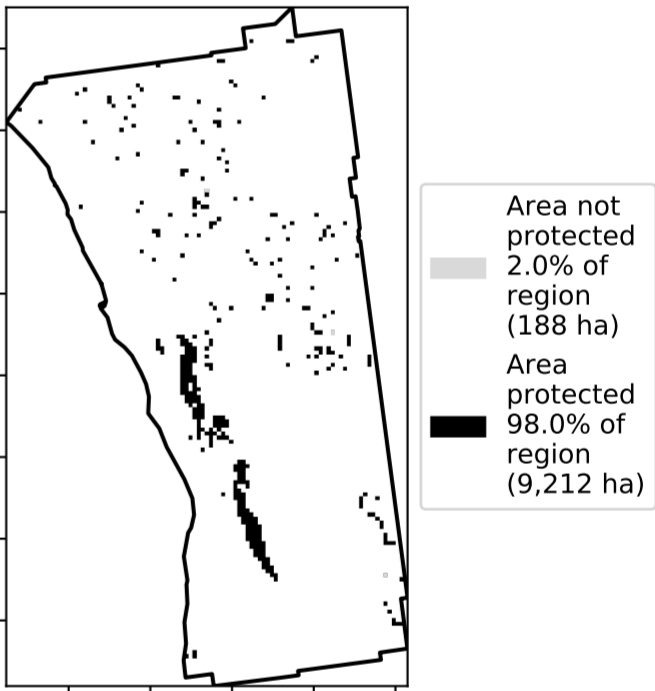 Area not
protected
2.0% of
region
(188 ha)
Area
protected
98.0% of
region
(9,212 ha)